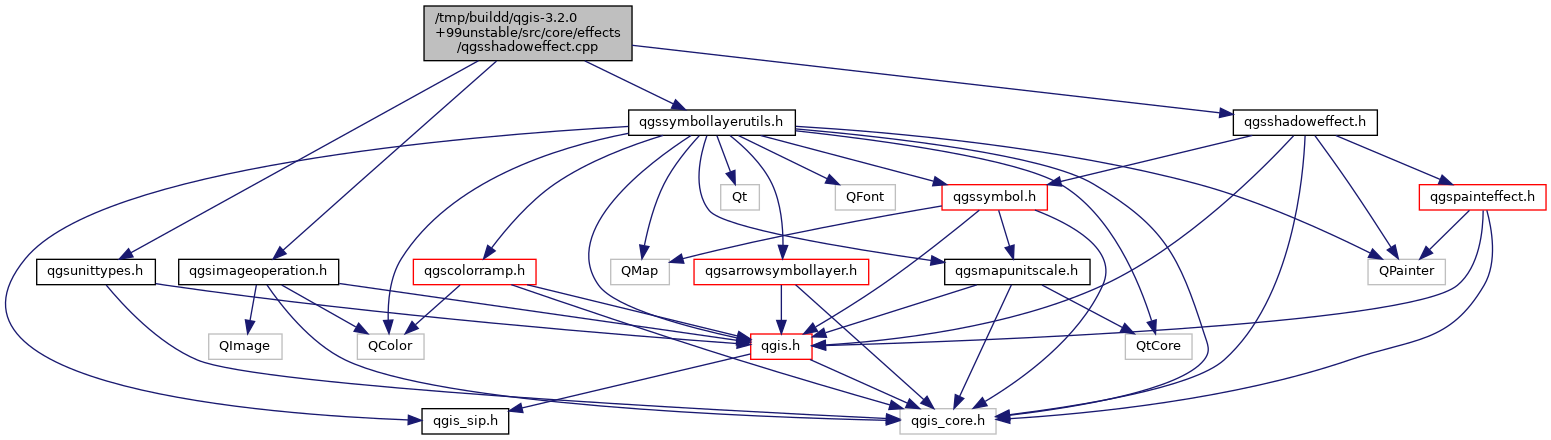 /tmp/buildd/qgis-3.2.0
+99unstable/src/core/effects
/qgsshadoweffect.cpp
qgssymbollayerutils.h
qgsshadoweffect.h
Qt
QFont
qgssymbol.h
qgspainteffect.h
qgsunittypes.h
qgsimageoperation.h
qgscolorramp.h
QMap
qgsarrowsymbollayer.h
qgsmapunitscale.h
QPainter
QImage
QColor
qgis.h
QtCore
qgis_sip.h
qgis_core.h